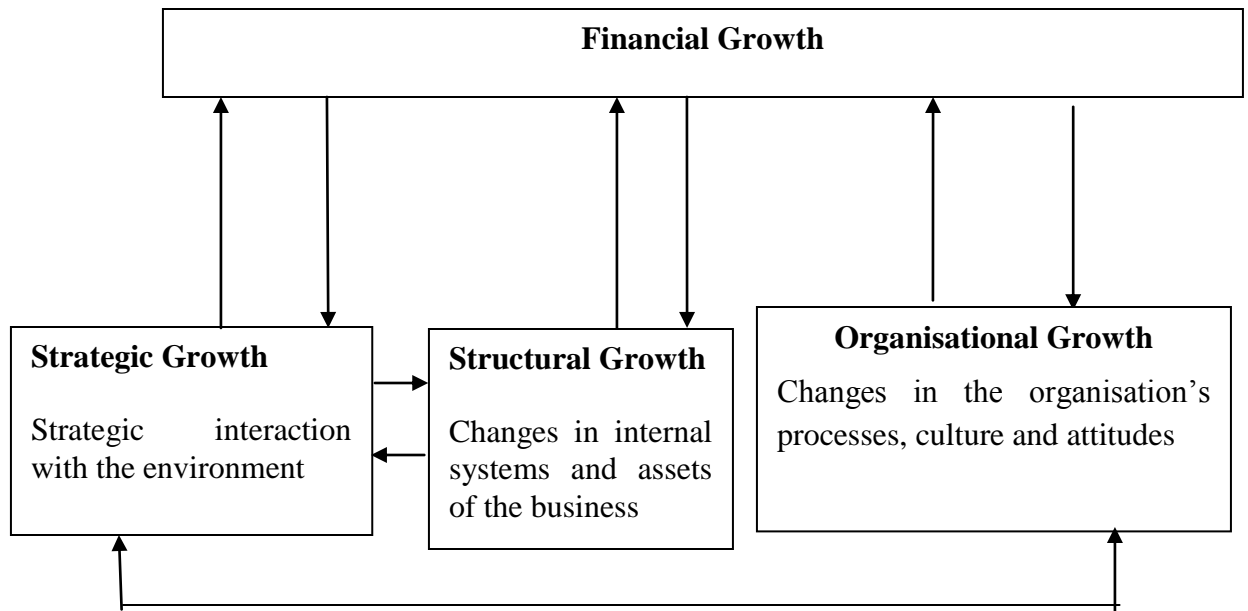 Financial Growth
Strategic Growth
Strategic interaction
with the environment
Structural Growth
Changes in internal
systems and assets
of the business
Organisational Growth
Changes in the organisation’s
processes, culture and attitudes